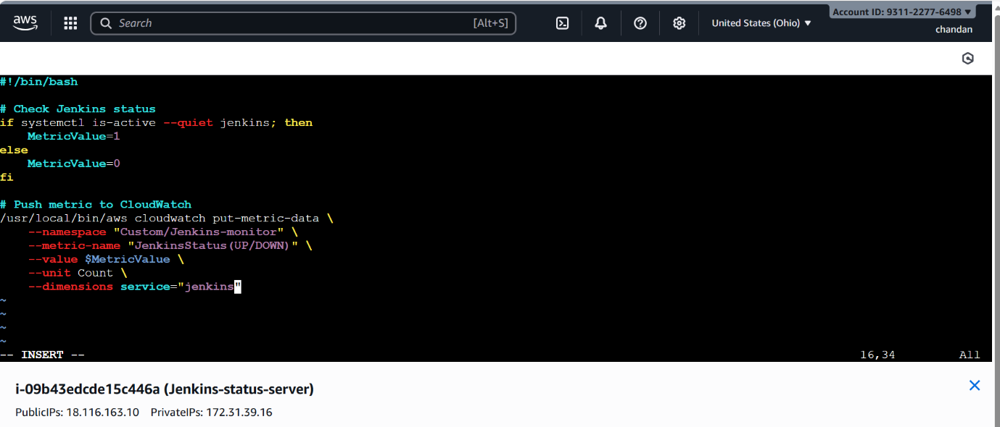 aws
Search [Alt+S]
United States (Ohio) ▼
Account ID: 9311-2277-6498 ▼
chandan
#!/bin/bash
# Check Jenkins status
if systemctl is-active --quiet jenkins; then
    MetricValue=1
else
    MetricValue=0
fi
# Push metric to CloudWatch
/usr/local/bin/aws cloudwatch put-metric-data \
    --namespace "Custom/Jenkins-monitor" \
    --metric-name "JenkinsStatus(UP/DOWN)" \
    --value $MetricValue \
    --unit Count \
    --dimensions service="jenkins"
~
~
~
~
-- INSERT -- 16,34 All
i-09b43edcde15c446a (Jenkins-status-server)
PublicIPs: 18.116.163.10 PrivateIPs: 172.31.39.16